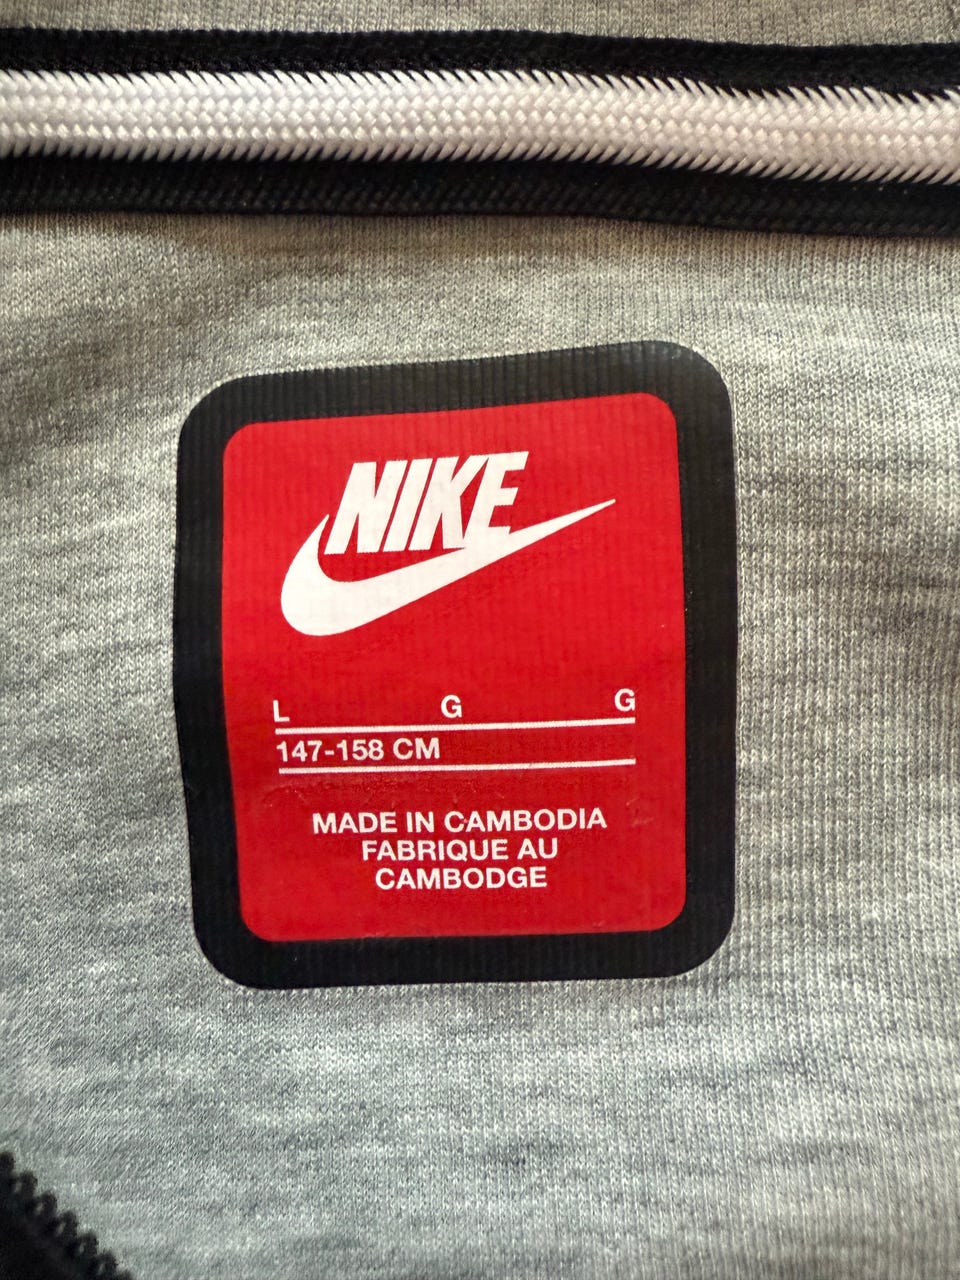 NIKE
L G G
147-158 CM
MADE IN CAMBODIA
FABRIQUE AU
CAMBODGE